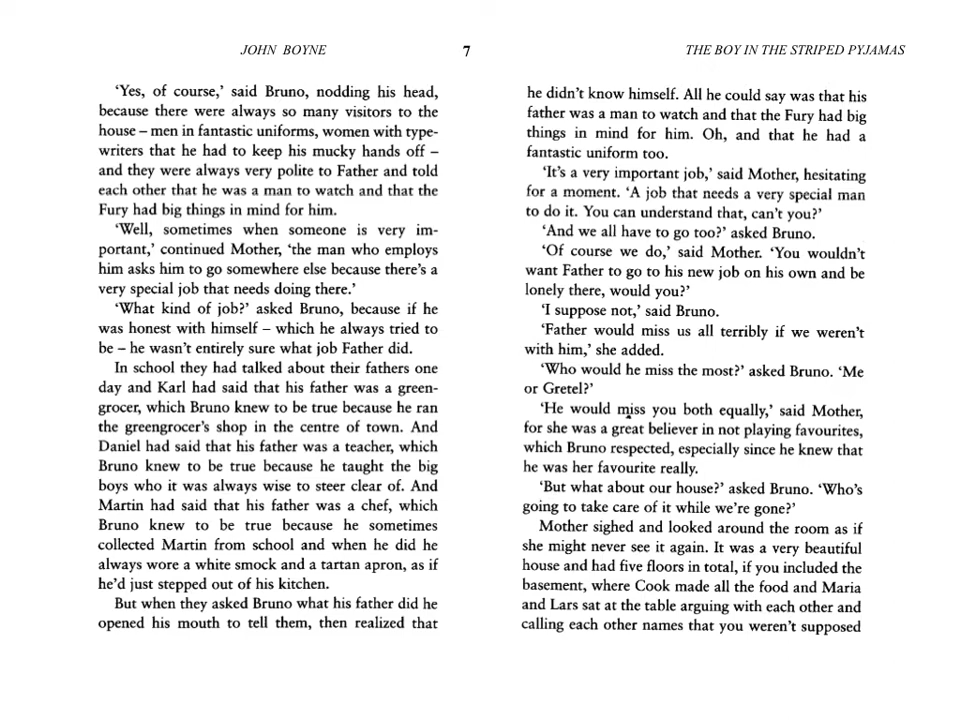 JOHN BOYNE
7
THE BOY IN THE STRIPED PYJAMAS
‘Yes, of course,’ said Bruno, nodding his head,
because there were always so many visitors to the
house – men in fantastic uniforms, women with type-
writers that he had to keep his mucky hands off –
and they were always very polite to Father and told
each other that he was a man to watch and that the
Fury had big things in mind for him.
‘Well, sometimes when someone is very im-
portant,’ continued Mother, ‘the man who employs
him asks him to go somewhere else because there’s a
very special job that needs doing there.’
‘What kind of job?’ asked Bruno, because if he
was honest with himself – which he always tried to
be – he wasn’t entirely sure what job Father did.
In school they had talked about their fathers one
day and Karl had said that his father was a green-
grocer, which Bruno knew to be true because he ran
the greengrocer’s shop in the centre of town. And
Daniel had said that his father was a teacher, which
Bruno knew to be true because he taught the big
boys who it was always wise to steer clear of. And
Martin had said that his father was a chef, which
Bruno knew to be true because he sometimes
collected Martin from school and when he did he
always wore a white smock and a tartan apron, as if
he’d just stepped out of his kitchen.
But when they asked Bruno what his father did he
opened his mouth to tell them, then realized that
he didn’t know himself. All he could say was that his
father was a man to watch and that the Fury had big
things in mind for him. Oh, and that he had a
fantastic uniform too.
‘It’s a very important job,’ said Mother, hesitating
for a moment. ‘A job that needs a very special man
to do it. You can understand that, can’t you?’
‘And we all have to go too?’ asked Bruno.
‘Of course we do,’ said Mother. ‘You wouldn’t
want Father to go to his new job on his own and be
lonely there, would you?’
‘I suppose not,’ said Bruno.
‘Father would miss us all terribly if we weren’t
with him,’ she added.
‘Who would he miss the most?’ asked Bruno. ‘Me
or Gretel?’
‘He would miss you both equally,’ said Mother,
for she was a great believer in not playing favourites,
which Bruno respected, especially since he knew that
he was her favourite really.
‘But what about our house?’ asked Bruno. ‘Who’s
going to take care of it while we’re gone?’
Mother sighed and looked around the room as if
she might never see it again. It was a very beautiful
house and had five floors in total, if you included the
basement, where Cook made all the food and Maria
and Lars sat at the table arguing with each other and
calling each other names that you weren’t supposed